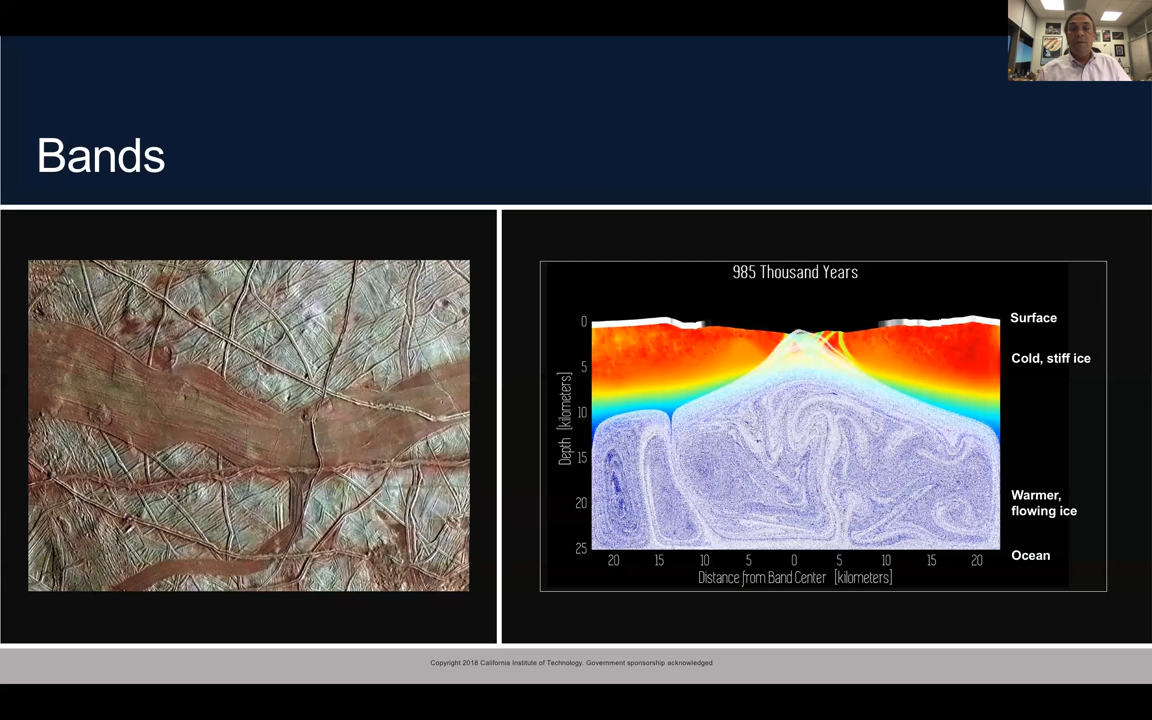 Bands
985 Thousand Years
0
5
10
15
20
25
Depth [kilometers]
20 15 10 5 0 5 10 15 20
Distance from Band Center [kilometers]
Surface
Cold, stiff ice
Warmer,
flowing ice
Ocean
Copyright 2018 California Institute of Technology. Government sponsorship acknowledged